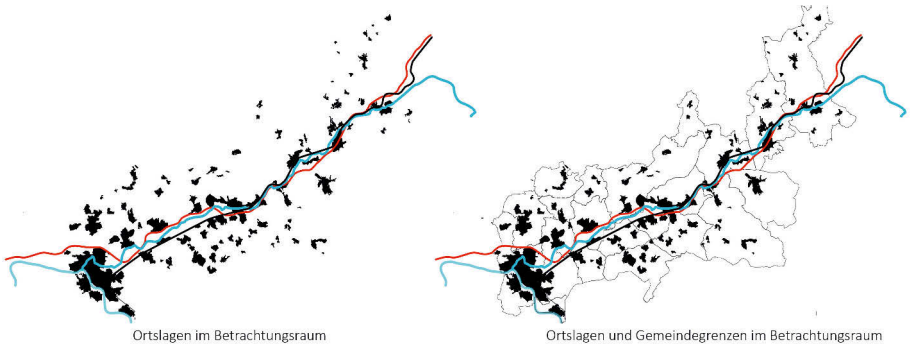 Ortslagen im Betrachtungsraum
Ortslagen und Gemeindegrenzen im Betrachtungsraum